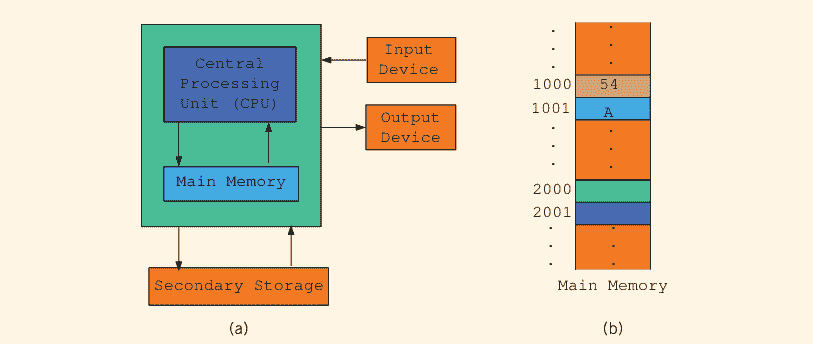 Central
Processing
Unit (CPU)
Main Memory
Input
Device
Output
Device
Secondary Storage
(a)
1000 54
1001 A
2000
2001
Main Memory
(b)